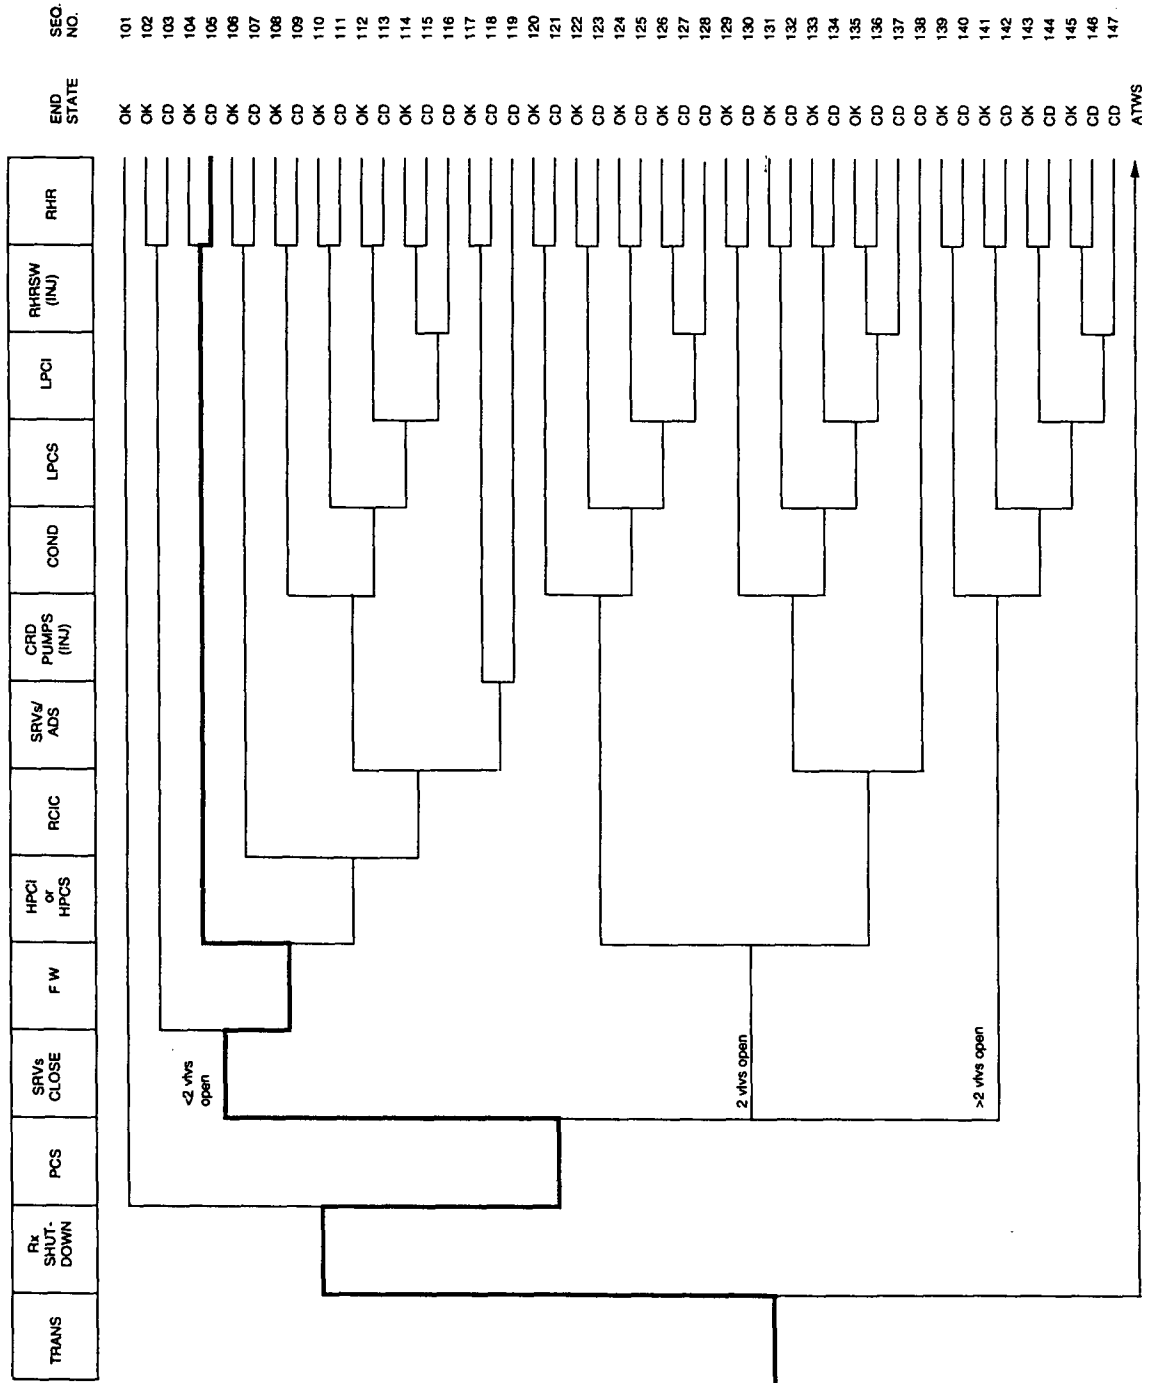 TRANS
Rx
SHUT-
DOWN
PCS
SRVs
CLOSE
F W
HPCI
or
HPCS
RCIC
SRVs/
ADS
CRD
PUMPS
(INJ)
COND
LPCS
LPCI
RHRSW
(INJ)
RHR
END
STATE
SEQ.
NO.
OK 101
OK 102
CD 103
OK 104
CD 105
OK 106
CD 107
OK 108
CD 109
OK 110
CD 111
OK 112
CD 113
OK 114
CD 115
CD 116
OK 117
CD 118
CD 119
OK 120
CD 121
OK 122
CD 123
OK 124
CD 125
OK 126
CD 127
CD 128
OK 129
CD 130
OK 131
CD 132
OK 133
CD 134
OK 135
CD 136
CD 137
CD 138
OK 139
CD 140
OK 141
CD 142
OK 143
CD 144
OK 145
CD 146
CD 147
ATWS
<2 vlvs
open
2 vlvs open
>2 vlvs open